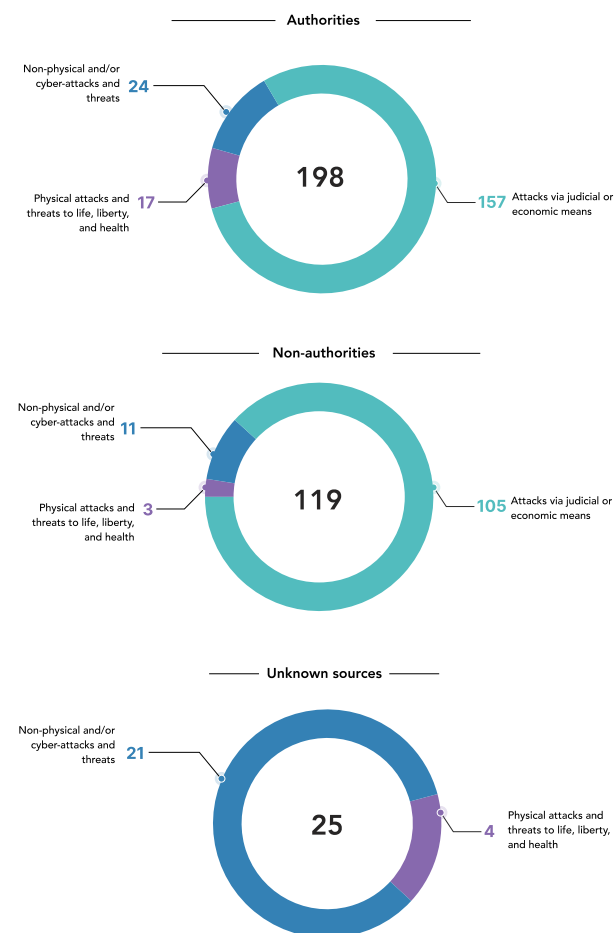 Authorities
Non-physical and/or
cyber-attacks and
threats
24
198
Physical attacks and
threats to life, liberty,
and health
17
157
Attacks via judicial or
economic means
Non-authorities
Non-physical and/or
cyber-attacks and
threats
11
119
Physical attacks and
threats to life, liberty,
and health
3
105
Attacks via judicial or
economic means
Unknown sources
Non-physical and/or
cyber-attacks and
threats
21
25
4
Physical attacks and
threats to life, liberty,
and health